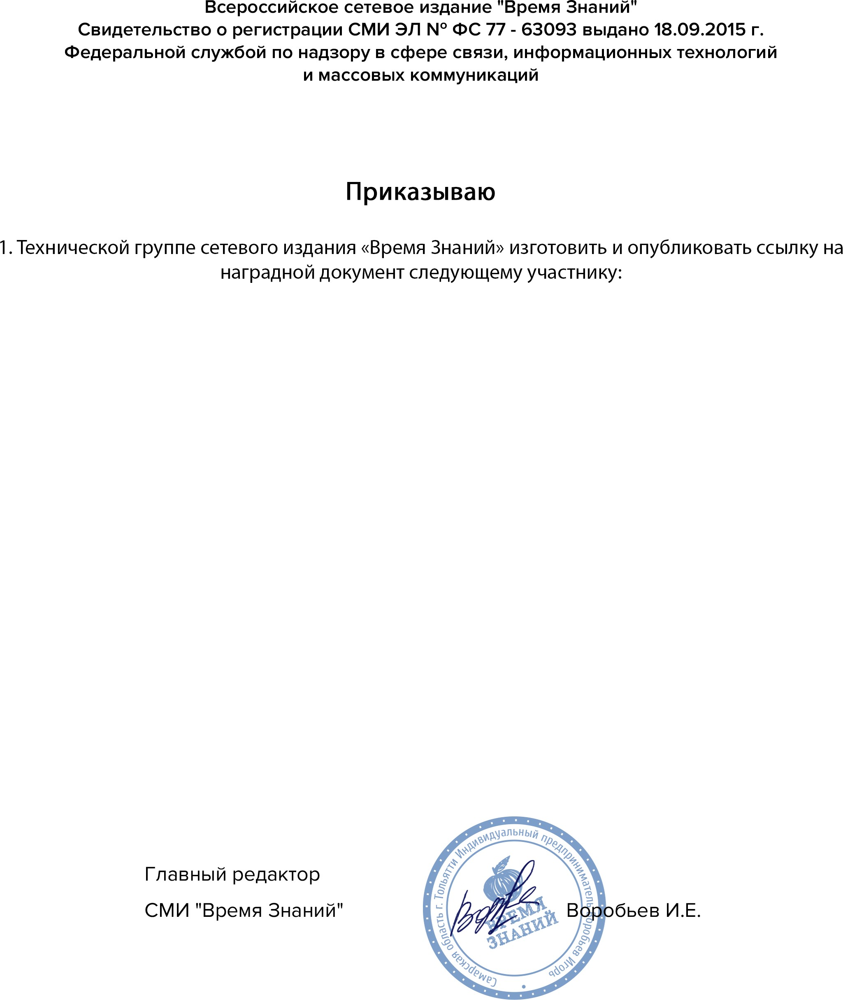 Всероссийское сетевое издание "Время Знаний"
Свидетельство о регистрации СМИ ЭЛ № ФС 77 - 63093 выдано 18.09.2015 г.
Федеральной службой по надзору в сфере связи, информационных технологий
и массовых коммуникаций
Приказываю
1. Технической группе сетевого издания «Время Знаний» изготовить и опубликовать ссылку на
наградной документ следующему участнику:
Главный редактор
СМИ "Время Знаний"
Самарская область г. Тольятти Индивидуальный предприниматель Воробьев Игорь
ВРЕМЯ
ЗНАНИЙ
Воробьев И.Е.